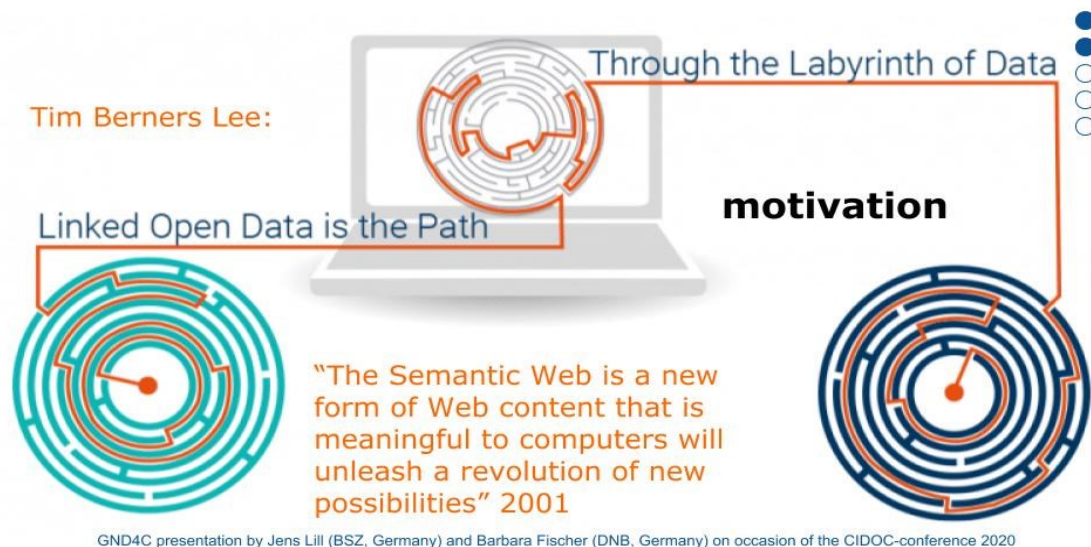 Through the Labyrinth of Data
Tim Berners Lee:
motivation
Linked Open Data is the Path
“The Semantic Web is a new
form of Web content that is
meaningful to computers will
unleash a revolution of new
possibilities” 2001
GND4C presentation by Jens Lill (BSZ, Germany) and Barbara Fischer (DNB, Germany) on occasion of the CIDOC-conference 2020